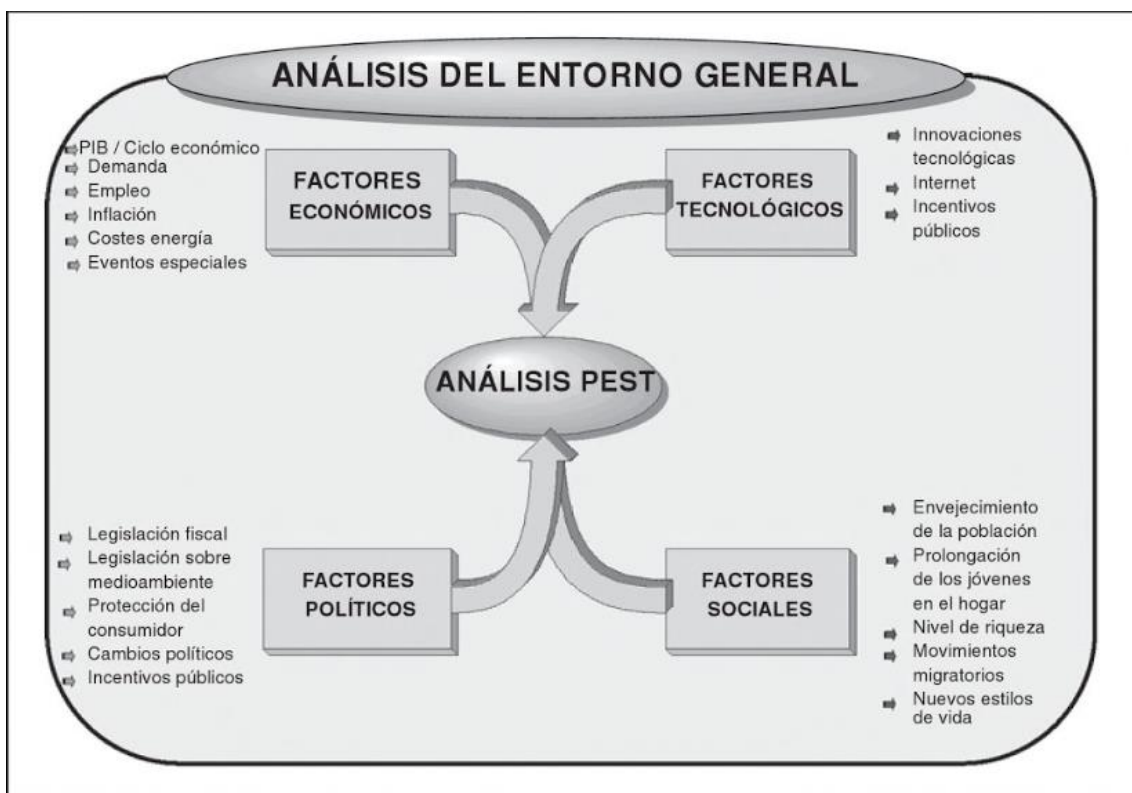 ANÁLISIS DEL ENTORNO GENERAL
PIB / Ciclo económico
Demanda
Empleo
Inflación
Costes energía
Eventos especiales
FACTORES
ECONÓMICOS
FACTORES
TECNOLÓGICOS
Innovaciones
tecnológicas
Internet
Incentivos
públicos
ANÁLISIS PEST
Legislación fiscal
Legislación sobre
medioambiente
Protección del
consumidor
Cambios políticos
Incentivos públicos
FACTORES
POLÍTICOS
FACTORES
SOCIALES
Envejecimiento
de la población
Prolongación
de los jóvenes
en el hogar
Nivel de riqueza
Movimientos
migratorios
Nuevos estilos
de vida